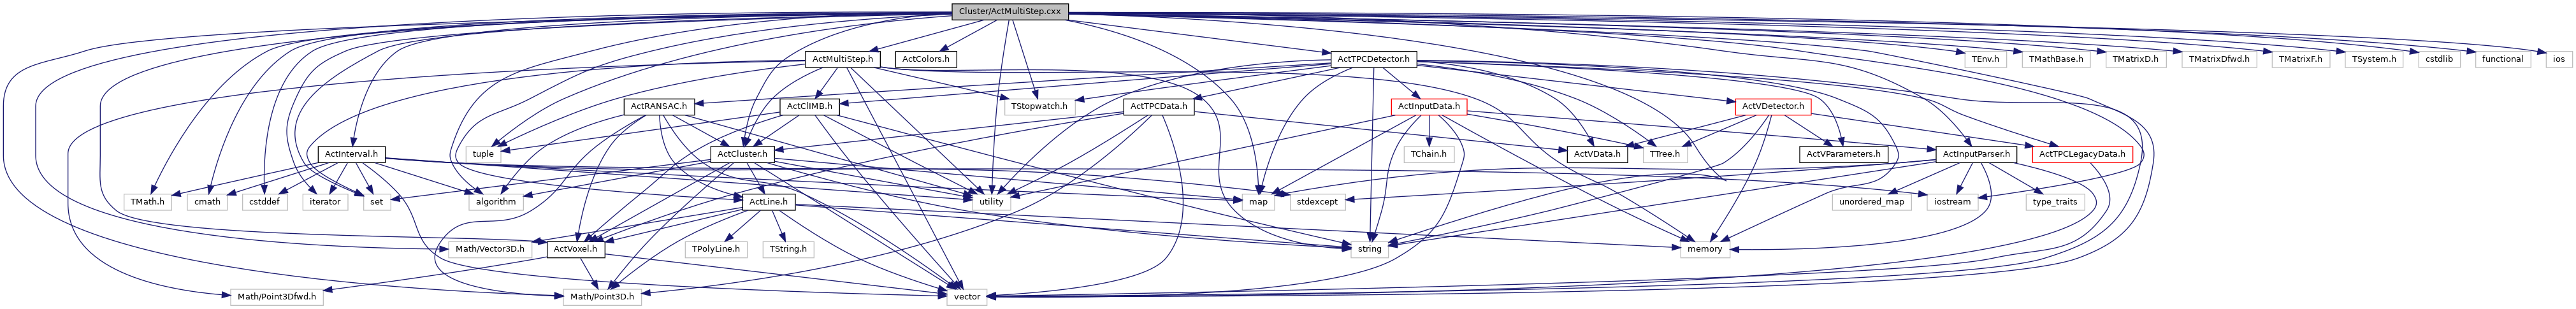 Cluster/ActMultiStep.cxx
ActMultiStep.h
ActColors.h
ActTPCDetector.h
TEnv.h
TMathBase.h
TMatrixD.h
TMatrixDfwd.h
TMatrixF.h
TSystem.h
cstdlib
functional
ios
ActRANSAC.h
ActClIMB.h
TStopwatch.h
ActTPCData.h
ActInputData.h
ActVDetector.h
ActInterval.h
tuple
ActCluster.h
TChain.h
ActVData.h
TTree.h
ActVParameters.h
ActInputParser.h
ActTPCLegacyData.h
TMath.h
cmath
cstddef
iterator
set
algorithm
ActLine.h
utility
map
stdexcept
unordered_map
iostream
type_traits
Math/Vector3D.h
ActVoxel.h
TPolyLine.h
TString.h
string
memory
Math/Point3Dfwd.h
Math/Point3D.h
vector